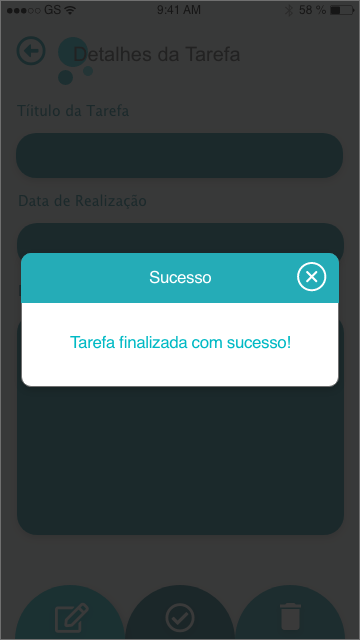 GS 9:41 AM 58 %
Detalhes da Tarefa
Tiitulo da Tarefa
Data de Realização
Sucesso
Tarefa finalizada com sucesso!